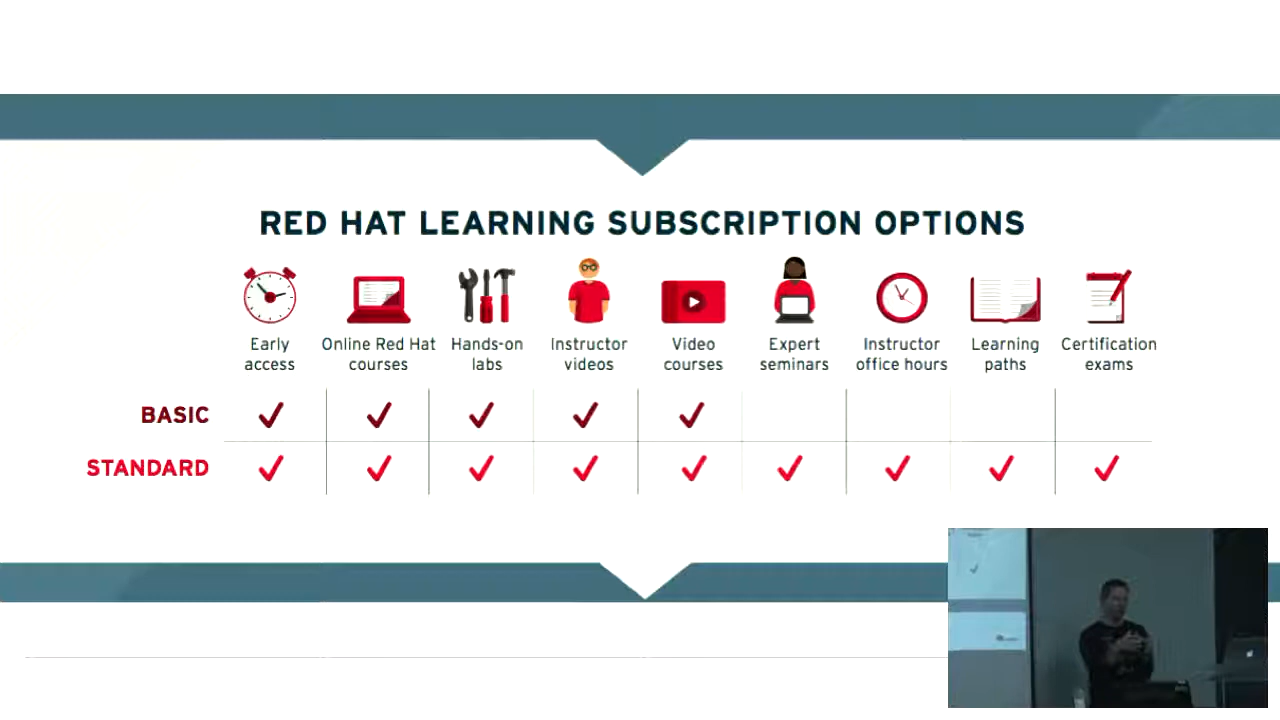 RED HAT LEARNING SUBSCRIPTION OPTIONS
Early access
Online Red Hat courses
Hands-on labs
Instructor videos
Video courses
Expert seminars
Instructor office hours
Learning paths
Certification exams
BASIC
STANDARD